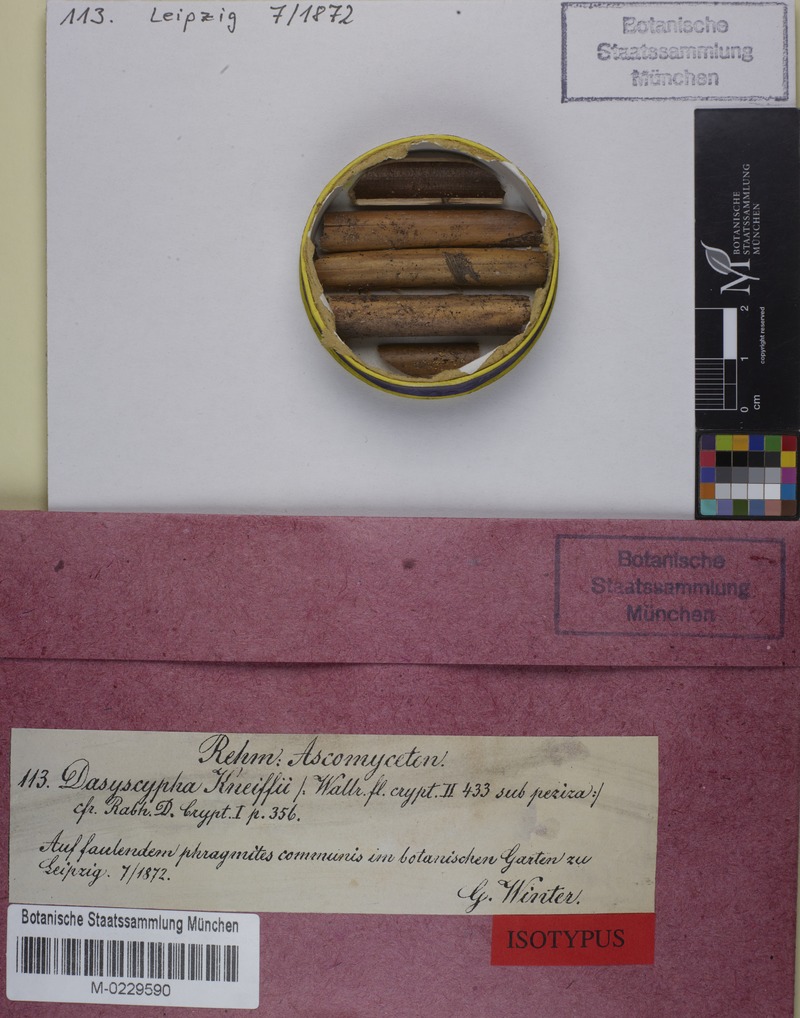 113. Leipzig 7/1872
Botanische
Staatssammlung
München
BOTANISCHE
STAATSSAMMLUNG
MÜNCHEN
M
0 1 2
cm
copyright reserved
Botanische
Staatssammlung
München
Rehm: Ascomyceten.
113. Dasyscypha Kneiffii /: Wallr. fl. crypt. II 433 sub peziza :/
cfr. Rabh. D. Crypt. I p. 356.
Auf faulendem phragmites communis im botanischen Garten zu
Leipzig. 7/1872.
G. Winter.
ISOTYPUS
Botanische Staatssammlung München
M-0229590